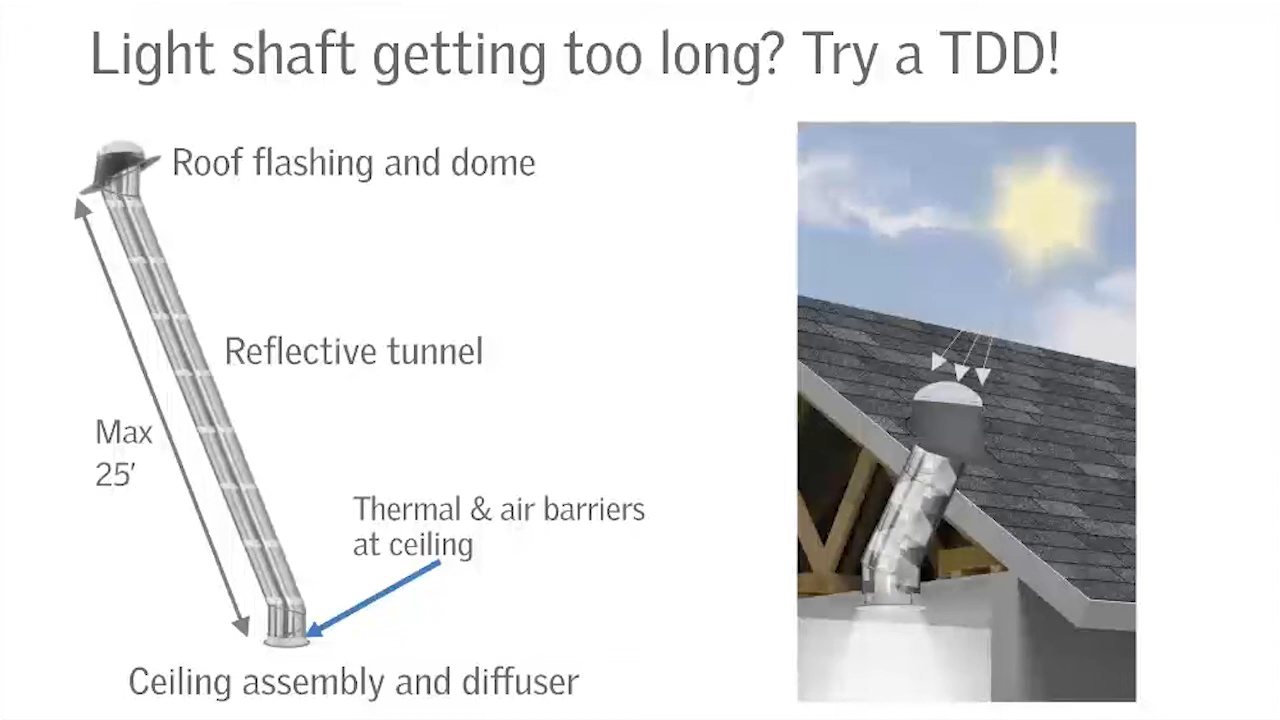 Light shaft getting too long? Try a TDD!
Roof flashing and dome
Reflective tunnel
Max
25'
Thermal & air barriers
at ceiling
Ceiling assembly and diffuser